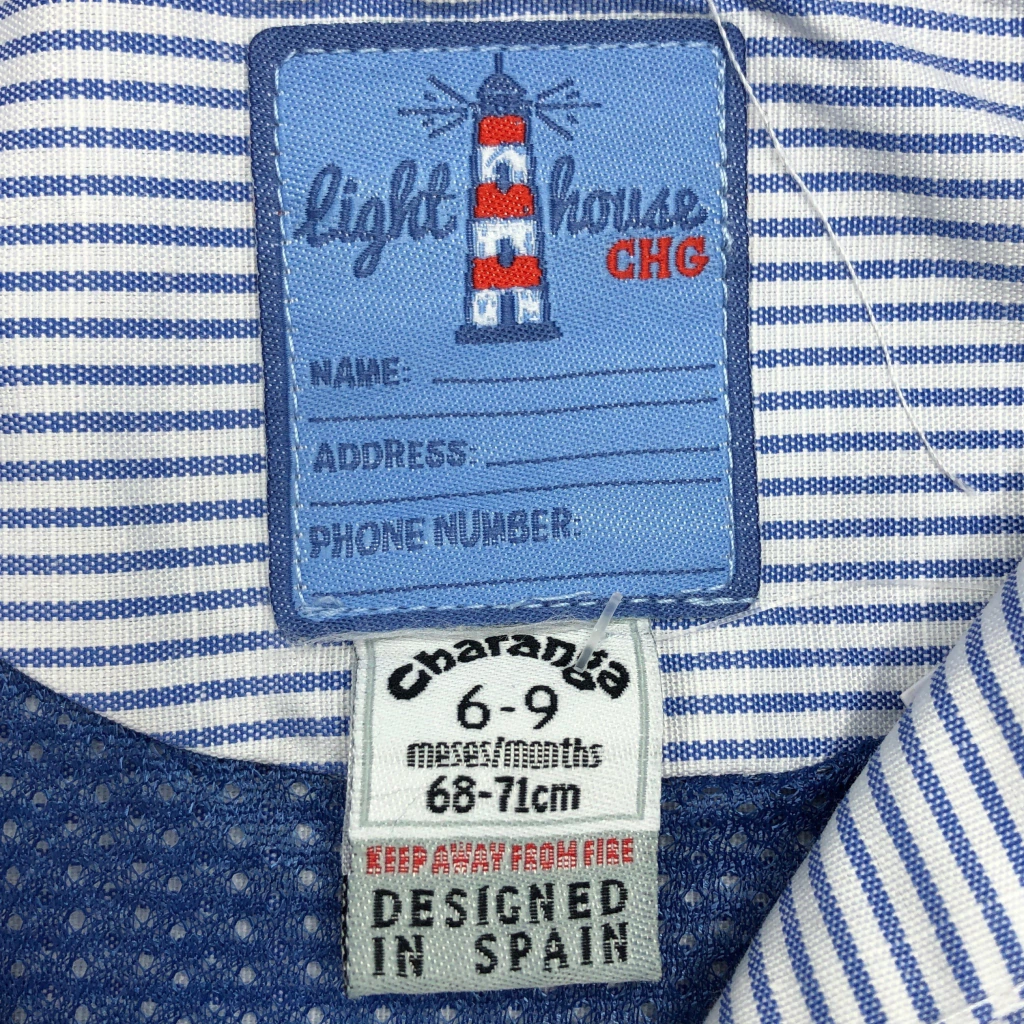 Light house
CHG
NAME:
ADDRESS:
PHONE NUMBER:
Charanga
6-9
meses/months
68-71cm
KEEP AWAY FROM FIRE
DESIGNED
IN SPAIN